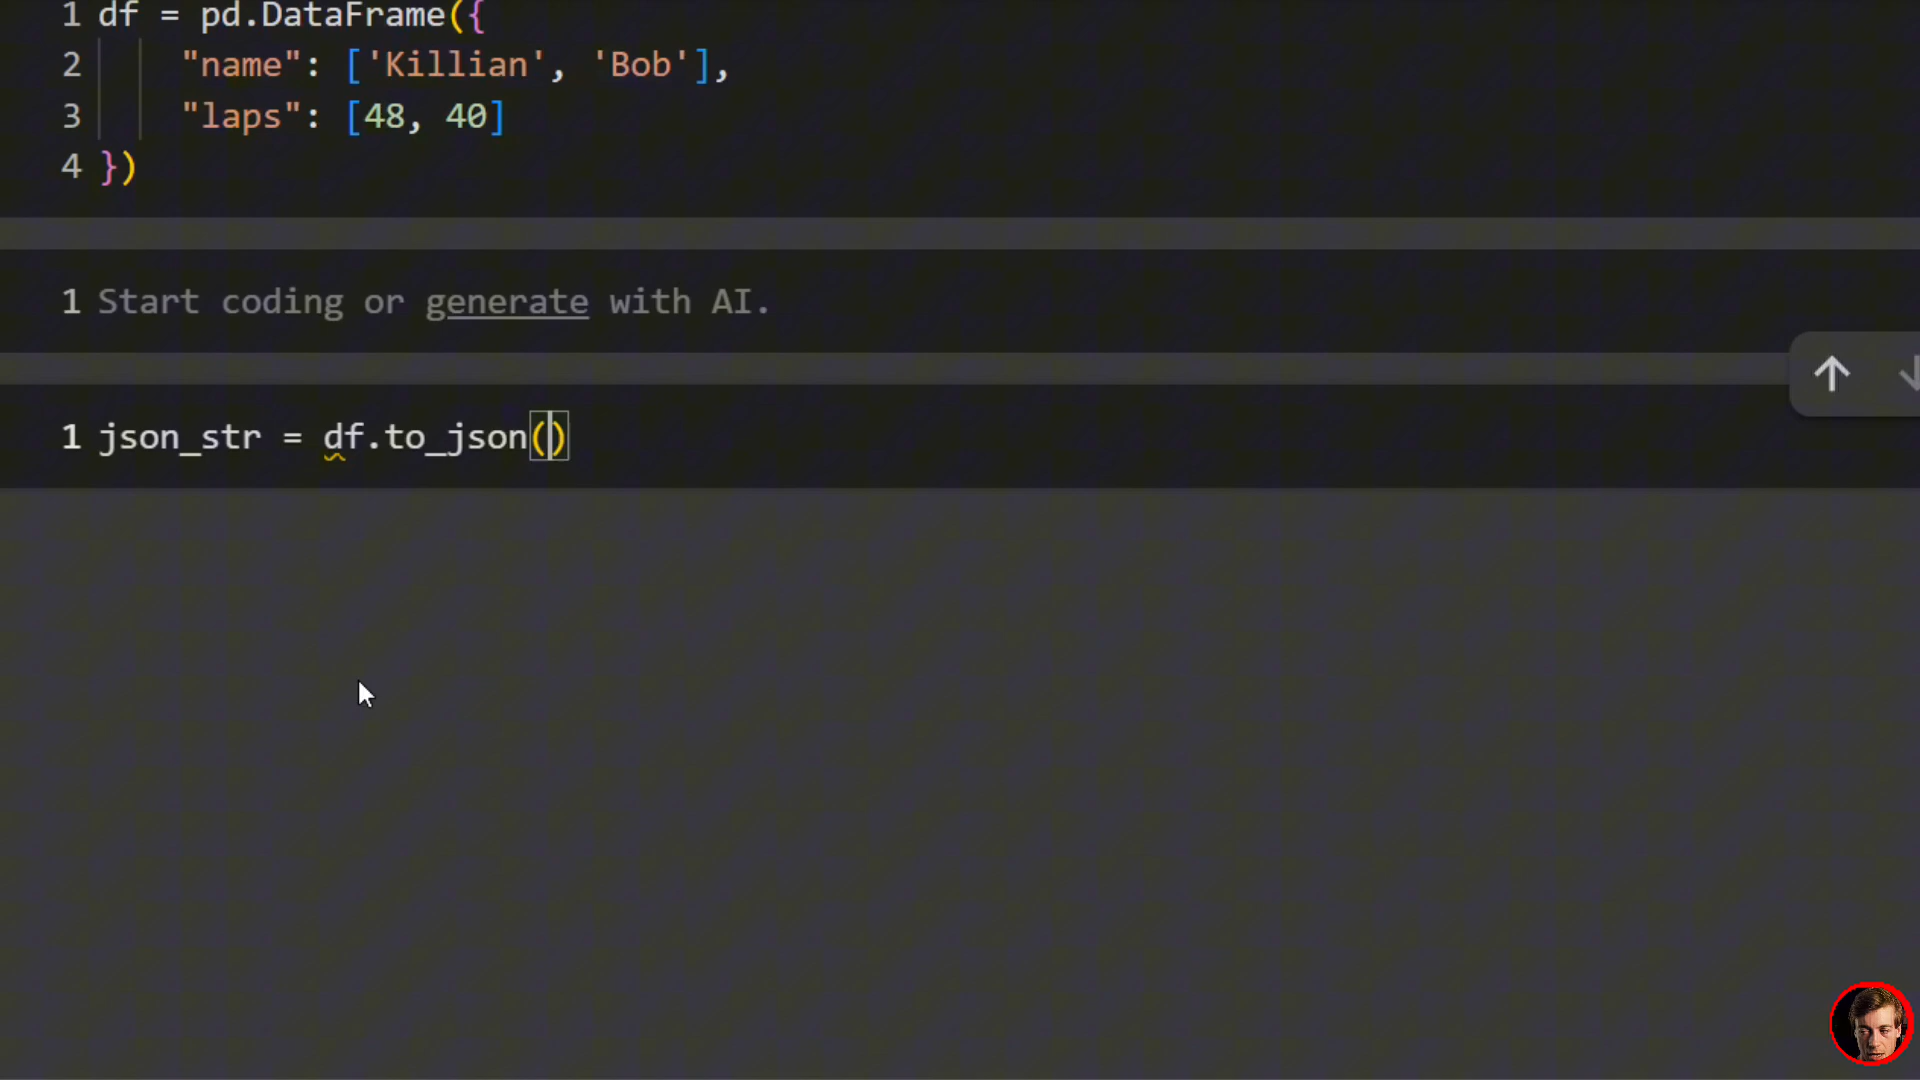 1 df = pd.DataFrame({
2 "name": ['Killian', 'Bob'],
3 "laps": [48, 40]
4 })
1 Start coding or generate with AI.
1 json_str = df.to_json()